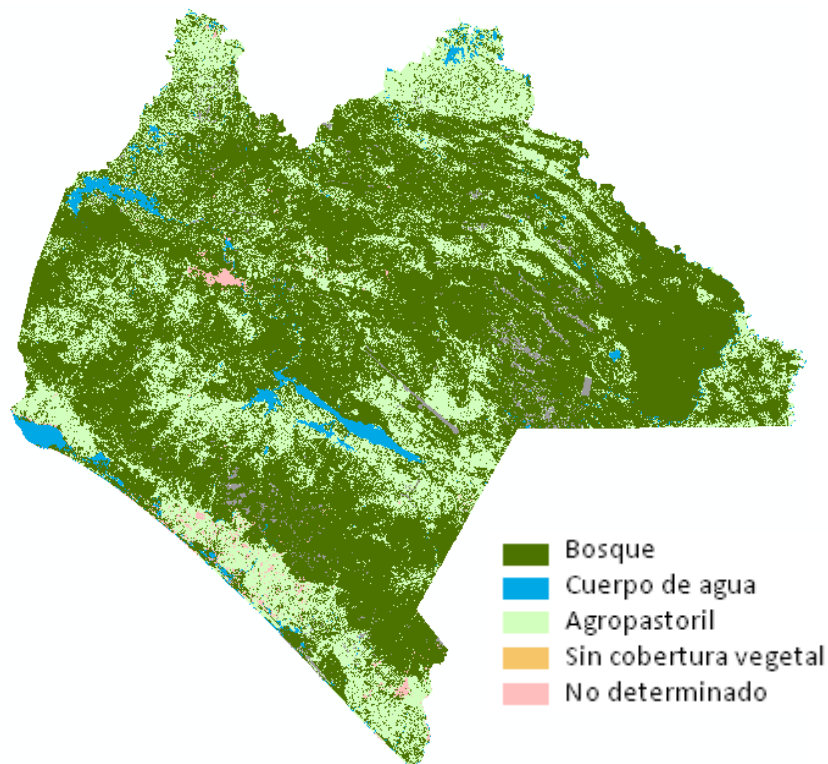 Bosque
Cuerpo de agua
Agropastoril
Sin cobertura vegetal
No determinado